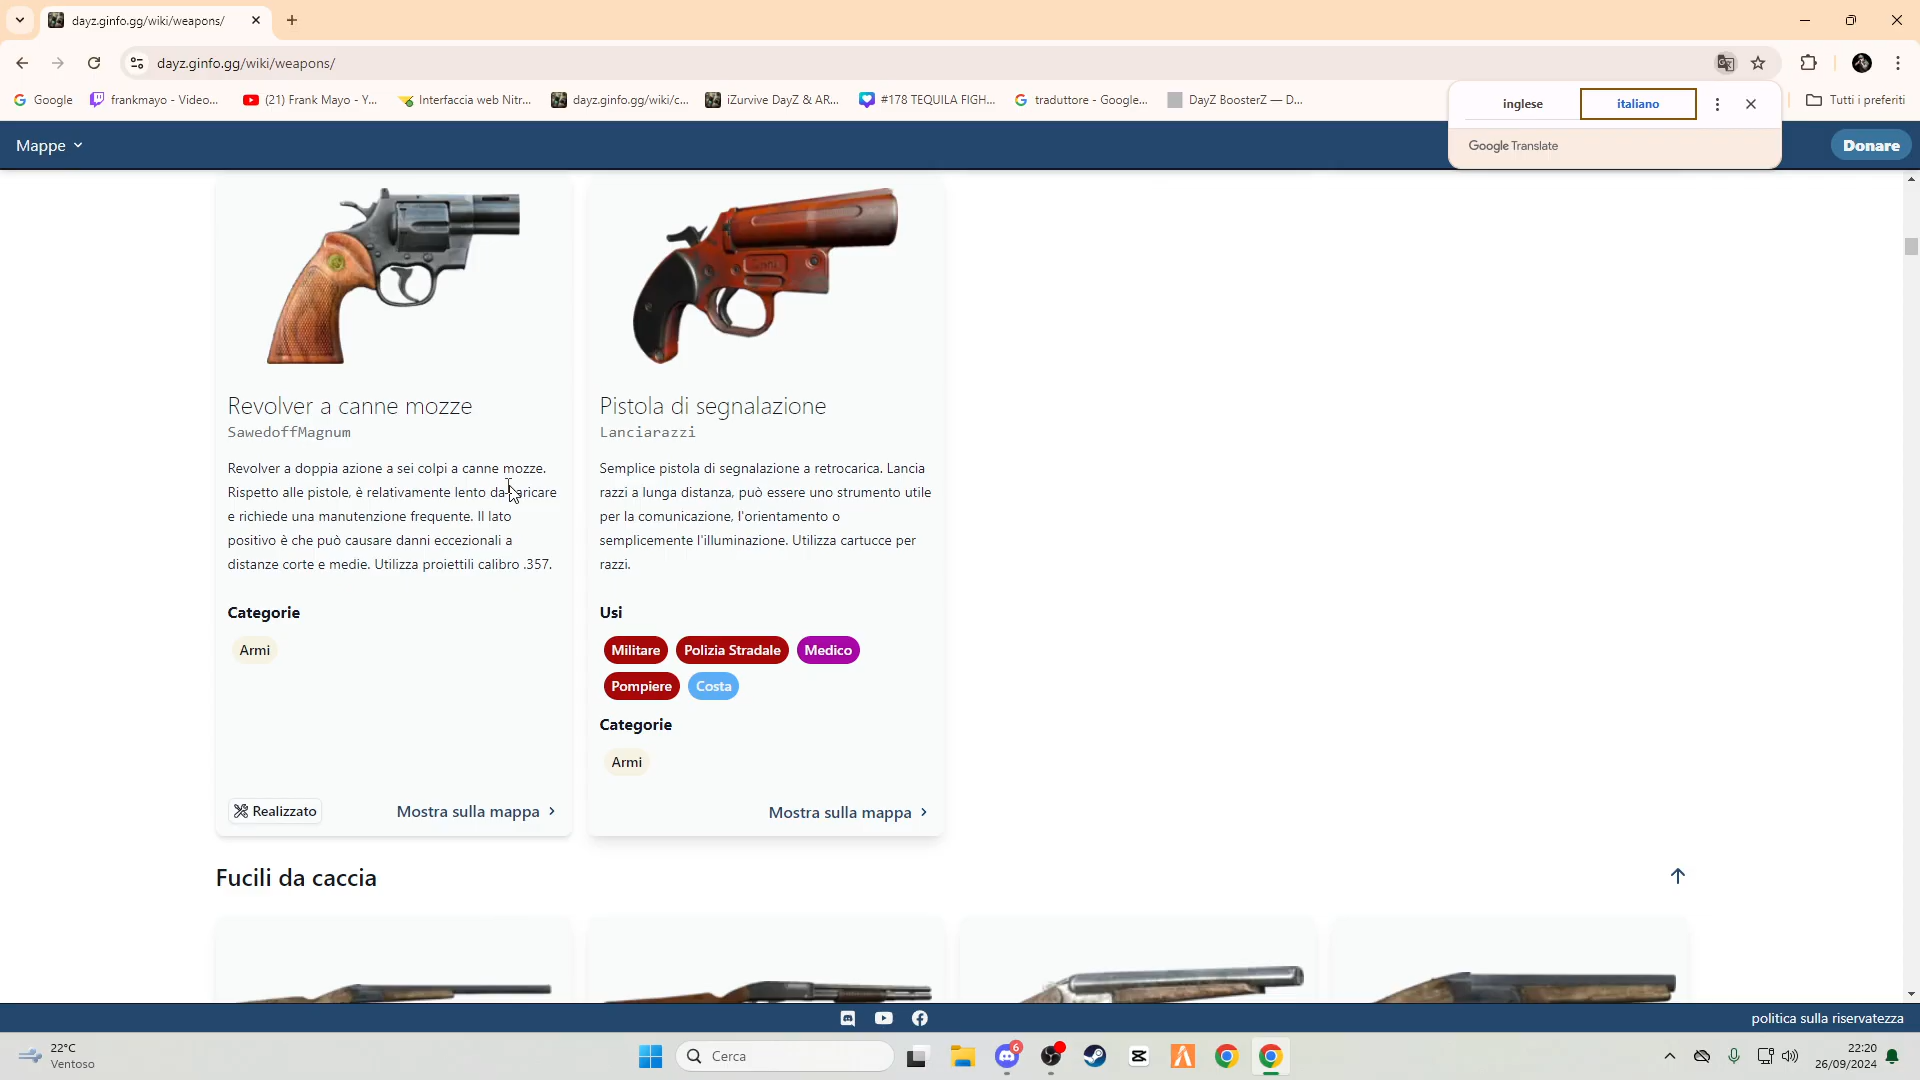 dayz.ginfo.gg/wiki/weapons/
dayz.ginfo.gg/wiki/weapons/
Google
frankmayo - Video...
(21) Frank Mayo - Y...
Interfaccia web Nitr...
dayz.ginfo.gg/wiki/c...
iZurvive DayZ & AR...
#178 TEQUILA FIGH...
traduttore - Google...
DayZ BoosterZ — D...
Tutti i preferiti
inglese
italiano
Google Translate
Mappe
Donare
Revolver a canne mozze
SawedoffMagnum
Revolver a doppia azione a sei colpi a canne mozze.
Rispetto alle pistole, è relativamente lento da aricare
e richiede una manutenzione frequente. Il lato
positivo è che può causare danni eccezionali a
distanze corte e medie. Utilizza proiettili calibro .357.
Categorie
Armi
Realizzato
Mostra sulla mappa
Pistola di segnalazione
Lanciarazzi
Semplice pistola di segnalazione a retrocarica. Lancia
razzi a lunga distanza, può essere uno strumento utile
per la comunicazione, l'orientamento o
semplicemente l'illuminazione. Utilizza cartucce per
razzi.
Usi
Militare
Polizia Stradale
Medico
Pompiere
Costa
Categorie
Armi
Mostra sulla mappa
Fucili da caccia
politica sulla riservatezza
22°C
Ventoso
Cerca
6
22:20
26/09/2024